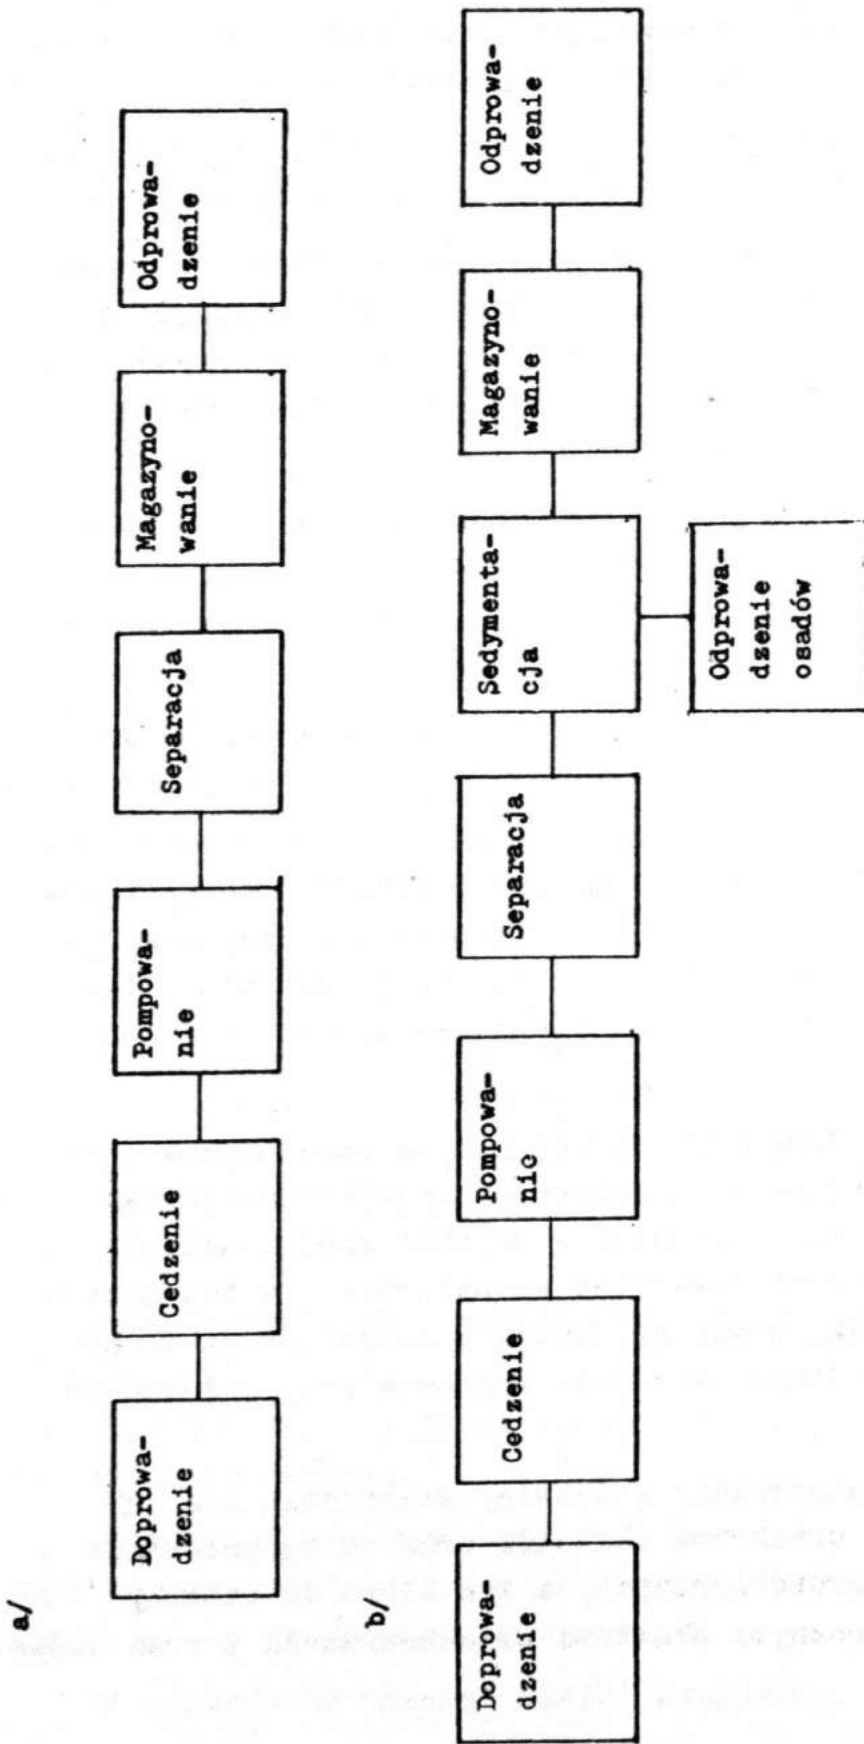 a/
Doprowa-
dzenie
Cedzenie
Pompowa-
nie
Separacja
Magazyno-
wanie
Odprowa-
dzenie
b/
Doprowa-
dzenie
Cedzenie
Pompowa-
nie
Separacja
Sedymenta-
cja
Magazyno-
wanie
Odprowa-
dzenie
Odprowa-
dzenie
osadów